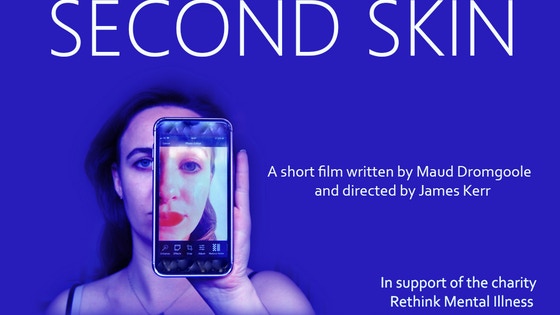 SECOND SKIN
A short film written by Maud Dromgoole
and directed by James Kerr
In support of the charity
Rethink Mental Illness